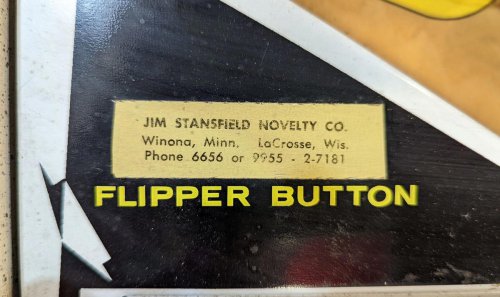 JIM STANSFIELD NOVELTY CO.
Winona, Minn. LaCrosse, Wis.
Phone 6656 or 9955 - 2-7181
FLIPPER BUTTON